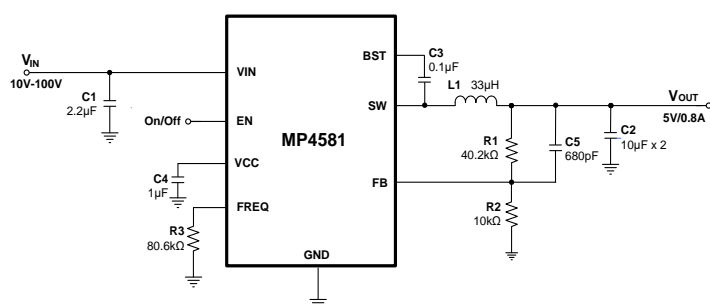 VIN
10V-100V
C1
2.2µF
On/Off
C4
1µF
R3
80.6kΩ
VIN
EN
VCC
FREQ
MP4581
GND
BST
SW
FB
C3
0.1µF
L1 33µH
R1
40.2kΩ
C5
680pF
R2
10kΩ
C2
10µF x 2
VOUT
5V/0.8A